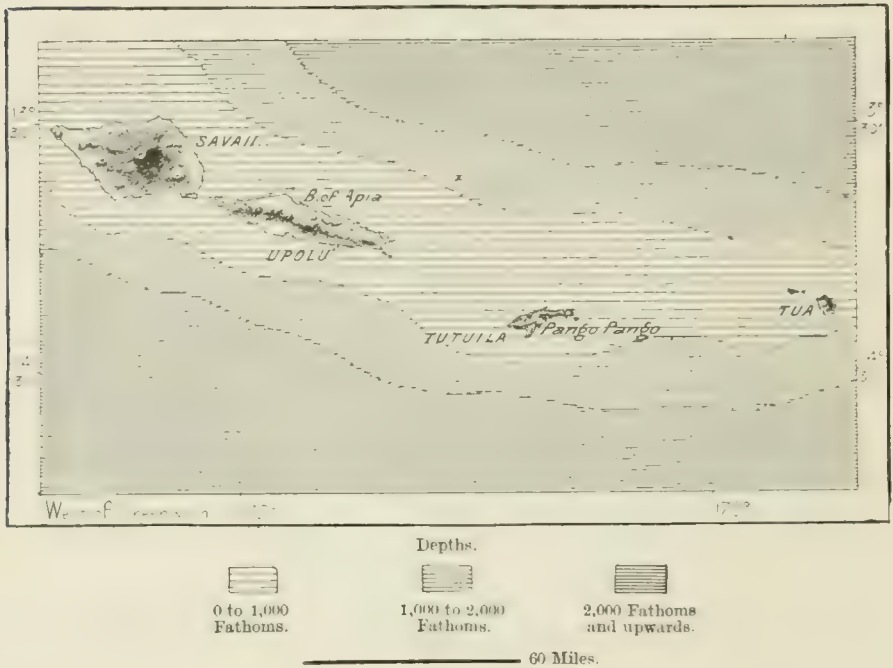 SAVAII
B. of Apia
UPOLU
TUTUILA
Pango Pango
TUA
Depths.
0 to 1,000
Fathoms.
1,000 to 2,000
Fathoms.
2,000 Fathoms
and upwards.
60 Miles.